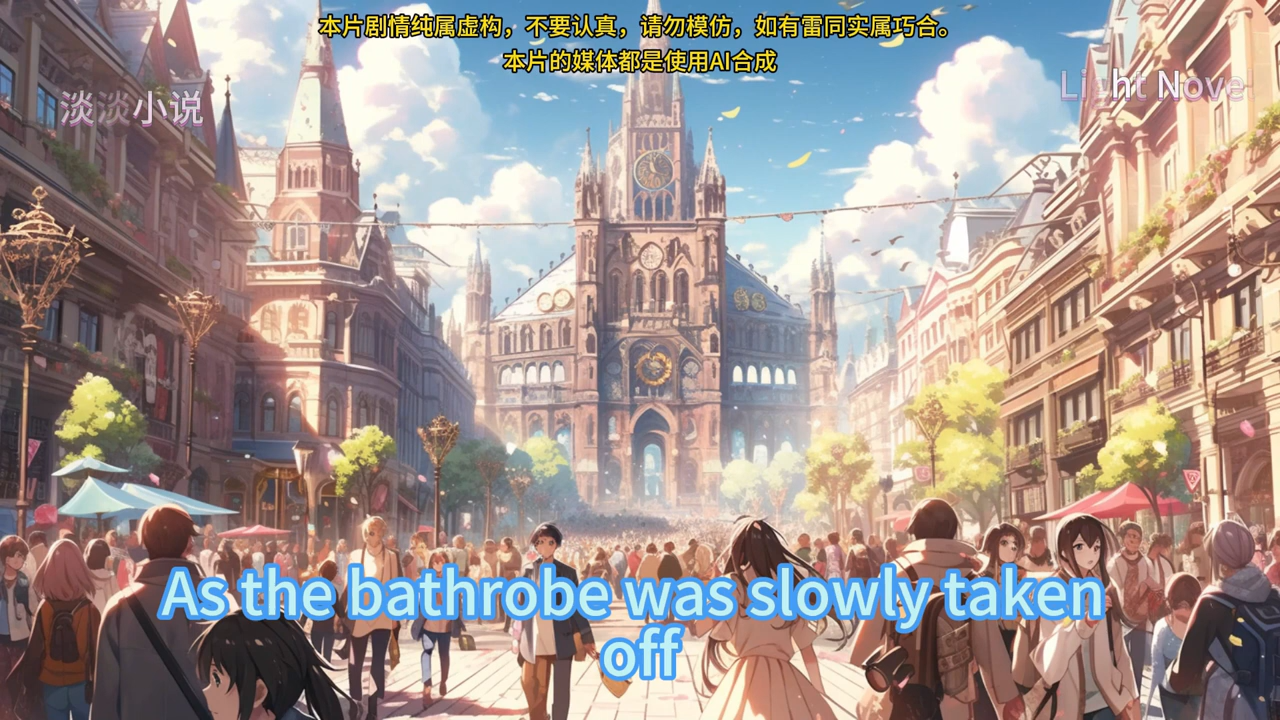 本片剧情纯属虚构，不要认真，请勿模仿，如有雷同实属巧合。
本片的媒体都是使用AI合成
淡淡小说
Light Nove
As the bathrobe was slowly taken
off